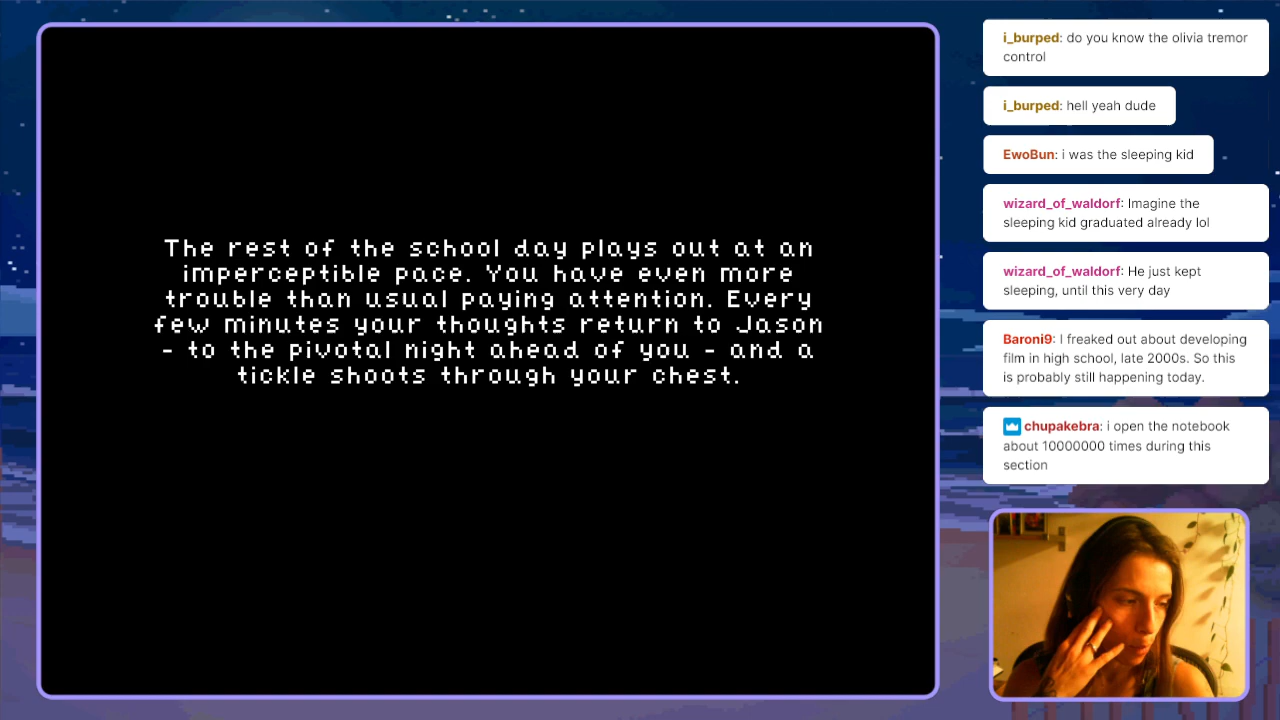 The rest of the school day plays out at an
imperceptible pace. You have even more
trouble than usual paying attention. Every
few minutes your thoughts return to Jason
- to the pivotal night ahead of you - and a
tickle shoots through your chest.
i_burped: do you know the olivia tremor
control
i_burped: hell yeah dude
EwoBun: i was the sleeping kid
wizard_of_waldorf: Imagine the
sleeping kid graduated already lol
wizard_of_waldorf: He just kept
sleeping, until this very day
Baroni9: I freaked out about developing
film in high school, late 2000s. So this
is probably still happening today.
chupakebra: i open the notebook
about 10000000 times during this
section